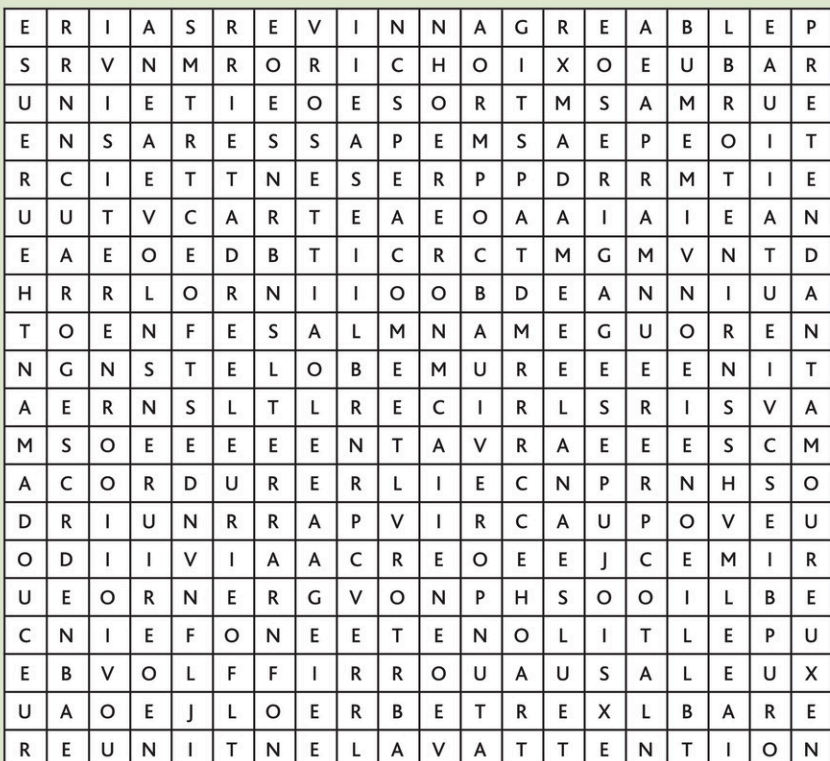 E R I A S R E V I N N A G R E A B L E P
S R V N M R O R I C H O I X O E U B A R
U N I E T I E O E S O R T M S A M R U E
E N S A R E S S A P E M S A E P E O I T
R C I E T T N E S E R P P D R R M T I E
U U T V C A R T E A E O A A I A I E A N
E A E O E D B T I C R C T M G M V N T D
H R R L O R N I I O O B D E A N N I U A
T O E N F E S A L M N A M E G U O R E N
N G N S T E L O B E M U R E E E E N I T
A E R N S L T L R E C I R L S R I S V A
M S O E E E E E N T A V R A E E E S C M
A C O R D U R E R L I E C N P R N H S O
D R I U N R R A P V I R C A U P O V E U
O D I I V I A A C R E O E E J C E M I R
U E O R N E R G V O N P H S O O I L B E
C N I E F O N E E T E N O L I T L E P U
E B V O L F F I R R O U A U S A L E U X
U A O E J L O E R B E T R E X L B A R E
R E U N I T N E L A V A T T E N T I O N